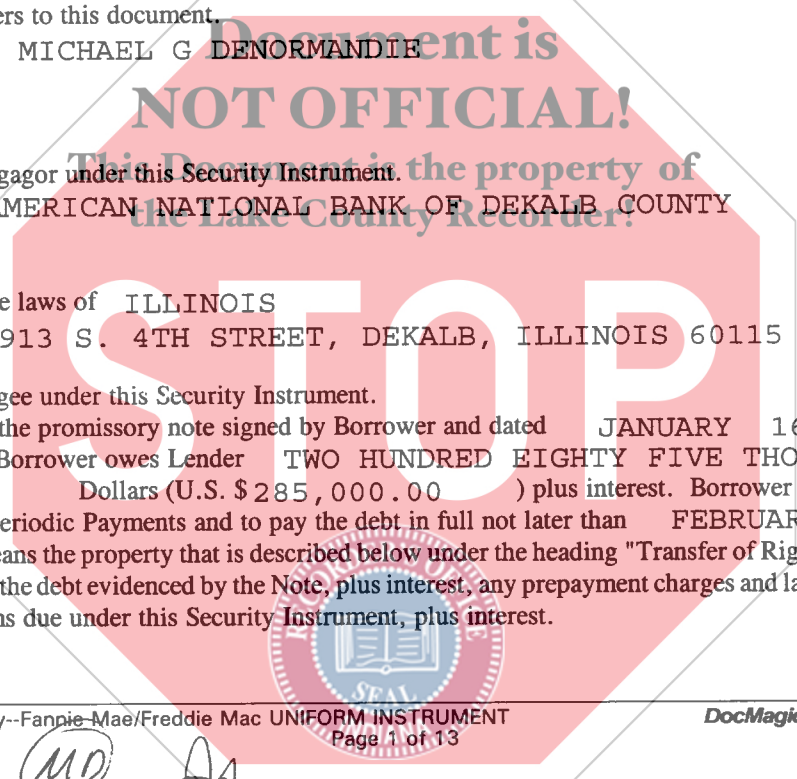 ers to this document.
MICHAEL G DENORMANDIE
Document is
NOT OFFICIAL!
This Document is the property of
the Lake County Recorder!
gagor under this Security Instrument.
MERICAN NATIONAL BANK OF DEKALB COUNTY
e laws of ILLINOIS
913 S. 4TH STREET, DEKALB, ILLINOIS 60115
STOP
gee under this Security Instrument.
the promissory note signed by Borrower and dated JANUARY 16
Borrower owes Lender TWO HUNDRED EIGHTY FIVE THO
Dollars (U.S. $ 285,000.00 ) plus interest. Borrower
eriodic Payments and to pay the debt in full not later than FEBRUAR
eans the property that is described below under the heading "Transfer of Rig
the debt evidenced by the Note, plus interest, any prepayment charges and la
ns due under this Security Instrument, plus interest.
RECORDER'S OFFICE
SEAL
INDIANA
y--Fannie Mae/Freddie Mac UNIFORM INSTRUMENT
DocMagic
Page 1 of 13
MD